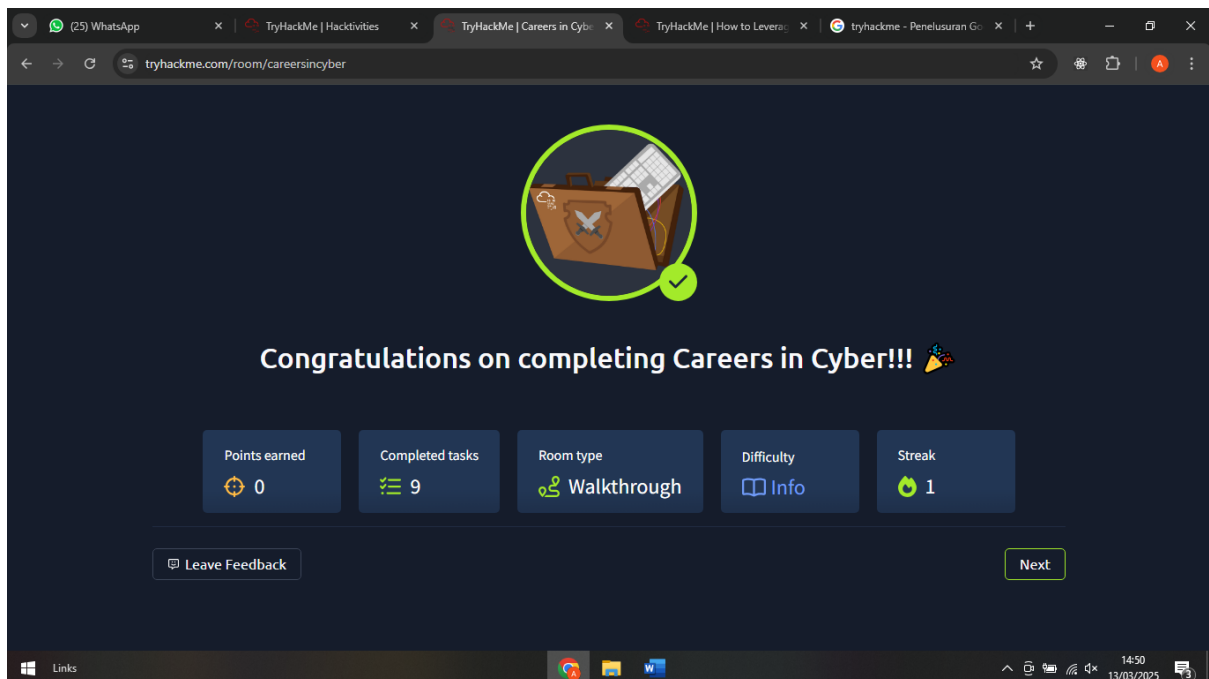 (25) WhatsApp
TryHackMe | Hacktivities
TryHackMe | Careers in Cybe
TryHackMe | How to Leverag
tryhackme - Penelusuran Go
tryhackme.com/room/careersincyber
A
Congratulations on completing Careers in Cyber!!! 🎉
Points earned
0
Completed tasks
9
Room type
Walkthrough
Difficulty
Info
Streak
1
Leave Feedback
Next
Links
14:50
13/03/2025
3